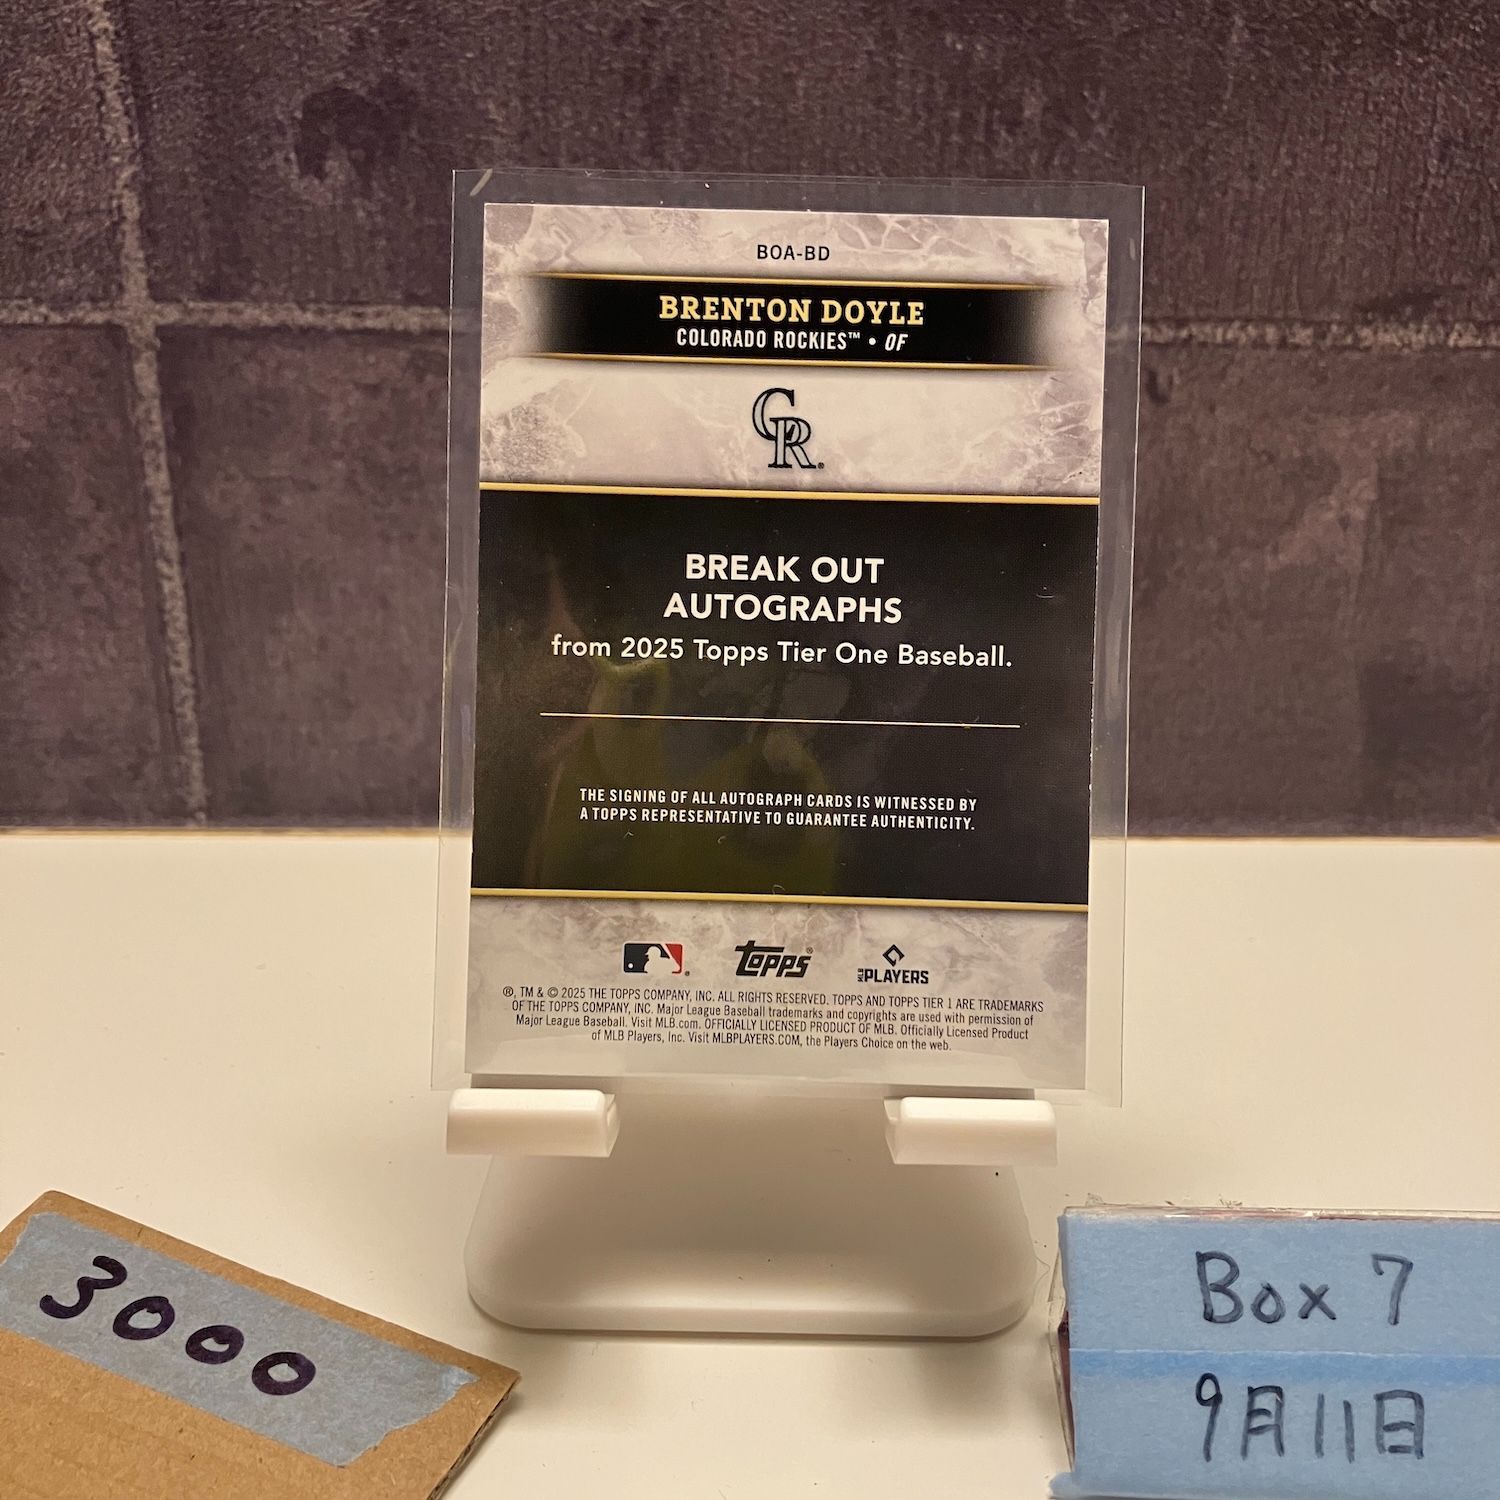 BOA-BD
BRENTON DOYLE
COLORADO ROCKIES™ • OF
CR®
BREAK OUT
AUTOGRAPHS
from 2025 Topps Tier One Baseball.
THE SIGNING OF ALL AUTOGRAPH CARDS IS WITNESSED BY
A TOPPS REPRESENTATIVE TO GUARANTEE AUTHENTICITY.
Topps®
MLB PLAYERS
®, TM & © 2025 THE TOPPS COMPANY, INC. ALL RIGHTS RESERVED. TOPPS AND TOPPS TIER 1 ARE TRADEMARKS
OF THE TOPPS COMPANY, INC. Major League Baseball trademarks and copyrights are used with permission of
Major League Baseball. Visit MLB.com. OFFICIALLY LICENSED PRODUCT OF MLB. Officially Licensed Product
of MLB Players, Inc. Visit MLBPLAYERS.COM, the Players Choice on the web.
3000
Box 7
9月11日